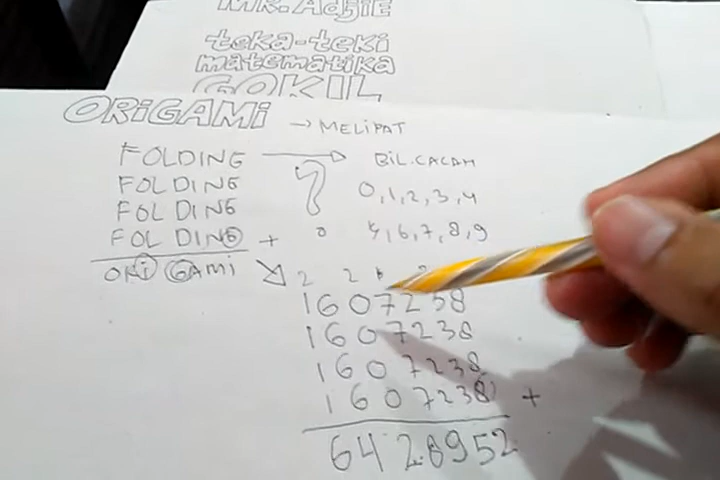 MR. AdjiE
teka-teki
matematika
GOKIL
ORiGAMi → MELIPAT
FOLDING → BIL. CACAH
FOLDING ? 0,1,2,3,4
FOLDING
FOLDING + 5,6,7,8,9
ORiGAMi
1607238
1607238
1607238
1607238 +
6428952